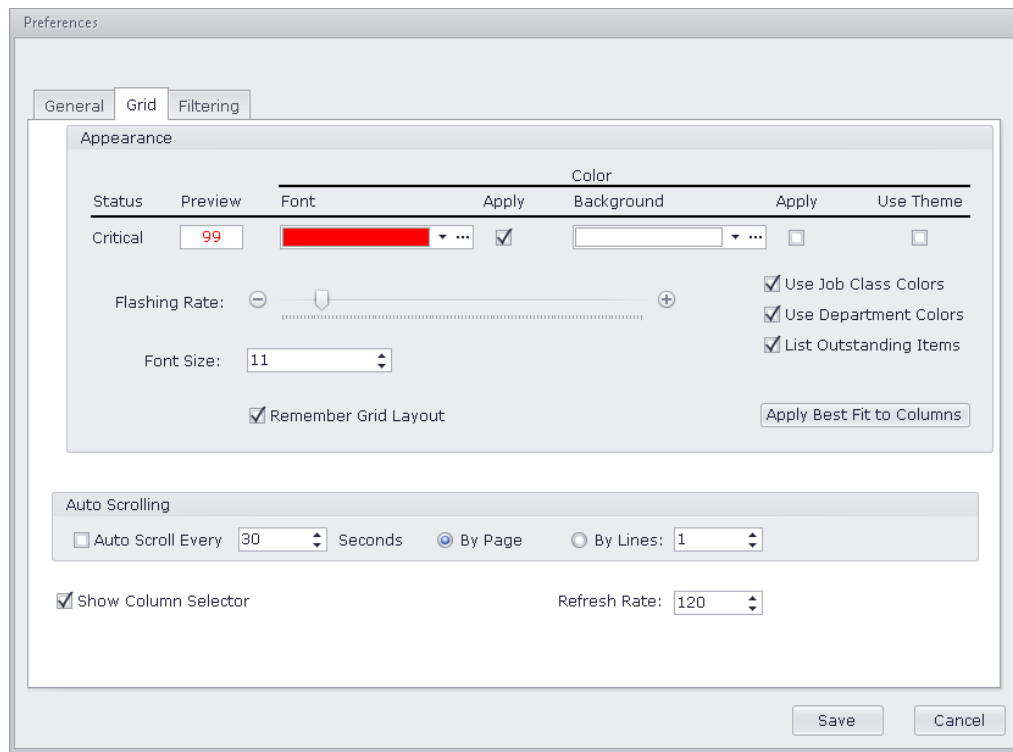 Preferences
General Grid Filtering
Appearance
Color
Status Preview Font Apply Background Apply Use Theme
Critical 99
Flashing Rate:
Use Job Class Colors
Use Department Colors
List Outstanding Items
Font Size: 11
Remember Grid Layout
Apply Best Fit to Columns
Auto Scrolling
Auto Scroll Every 30 Seconds By Page By Lines: 1
Show Column Selector
Refresh Rate: 120
Save Cancel